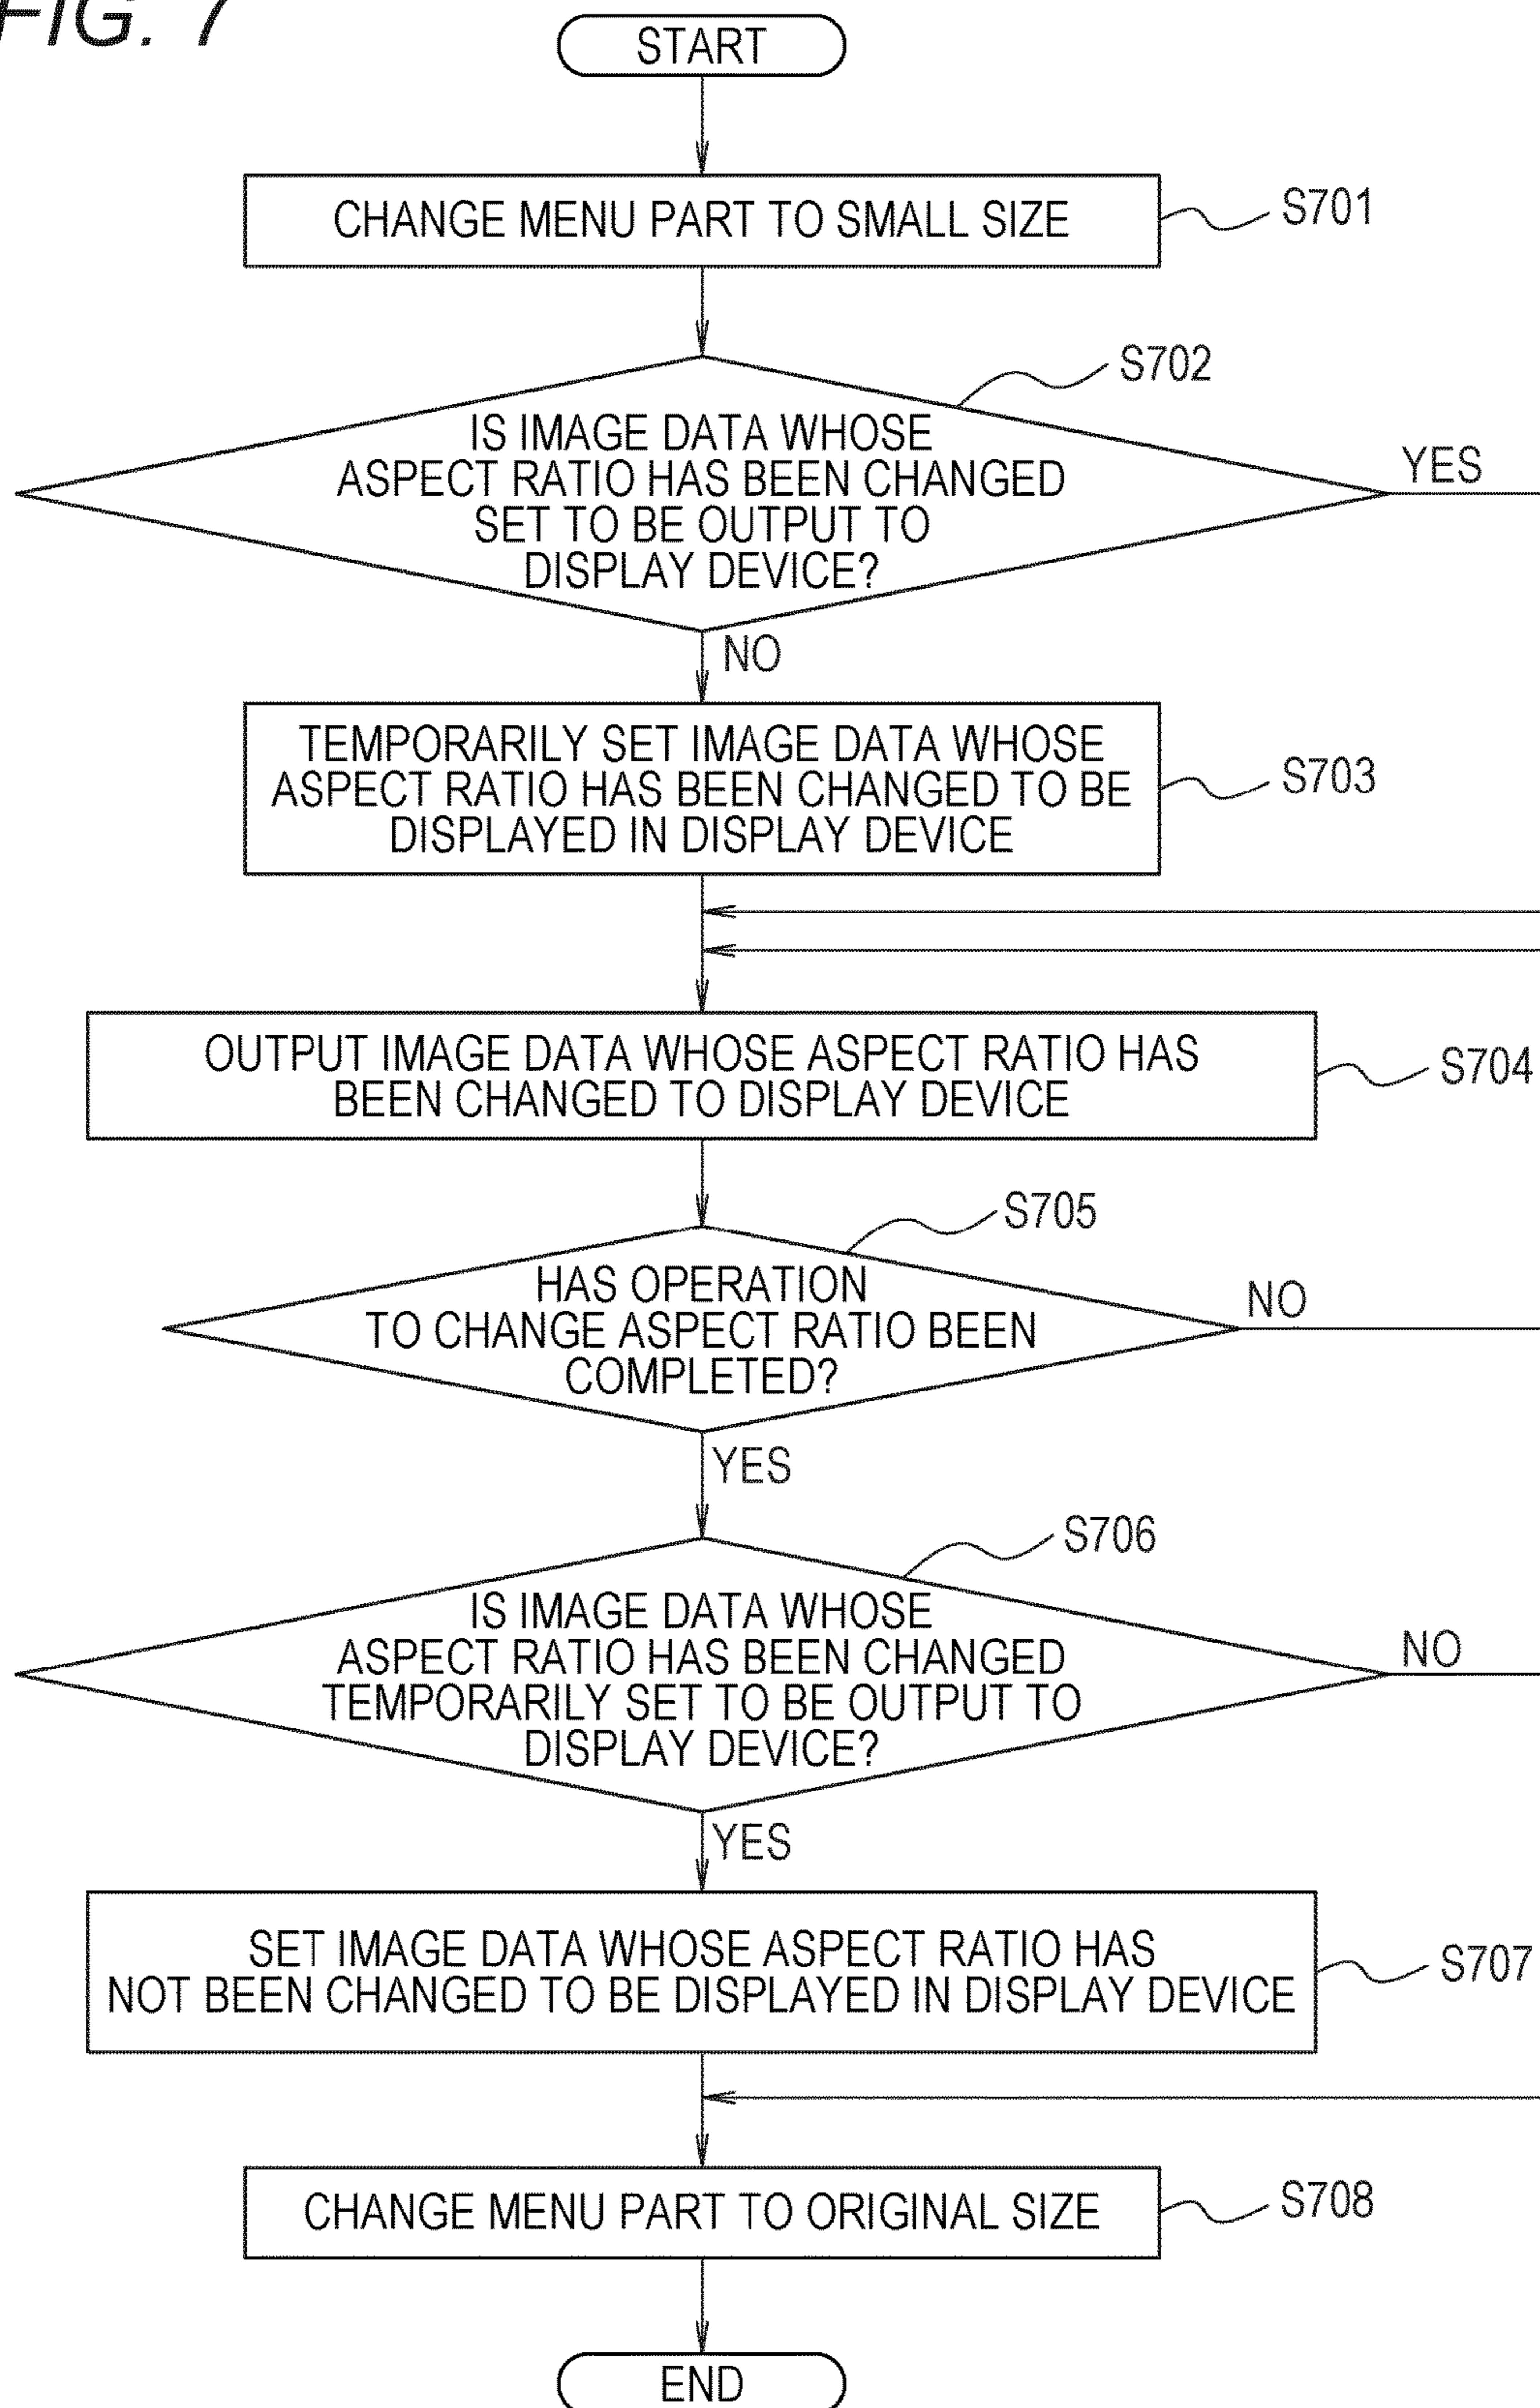 FIG. 7
START
CHANGE MENU PART TO SMALL SIZE
S701
S702
IS IMAGE DATA WHOSE
ASPECT RATIO HAS BEEN CHANGED
SET TO BE OUTPUT TO
DISPLAY DEVICE?
YES
NO
TEMPORARILY SET IMAGE DATA WHOSE
ASPECT RATIO HAS BEEN CHANGED TO BE
DISPLAYED IN DISPLAY DEVICE
S703
OUTPUT IMAGE DATA WHOSE ASPECT RATIO HAS
BEEN CHANGED TO DISPLAY DEVICE
S704
S705
HAS OPERATION
TO CHANGE ASPECT RATIO BEEN
COMPLETED?
NO
YES
S706
IS IMAGE DATA WHOSE
ASPECT RATIO HAS BEEN CHANGED
TEMPORARILY SET TO BE OUTPUT TO
DISPLAY DEVICE?
NO
YES
SET IMAGE DATA WHOSE ASPECT RATIO HAS
NOT BEEN CHANGED TO BE DISPLAYED IN DISPLAY DEVICE
S707
CHANGE MENU PART TO ORIGINAL SIZE
S708
END